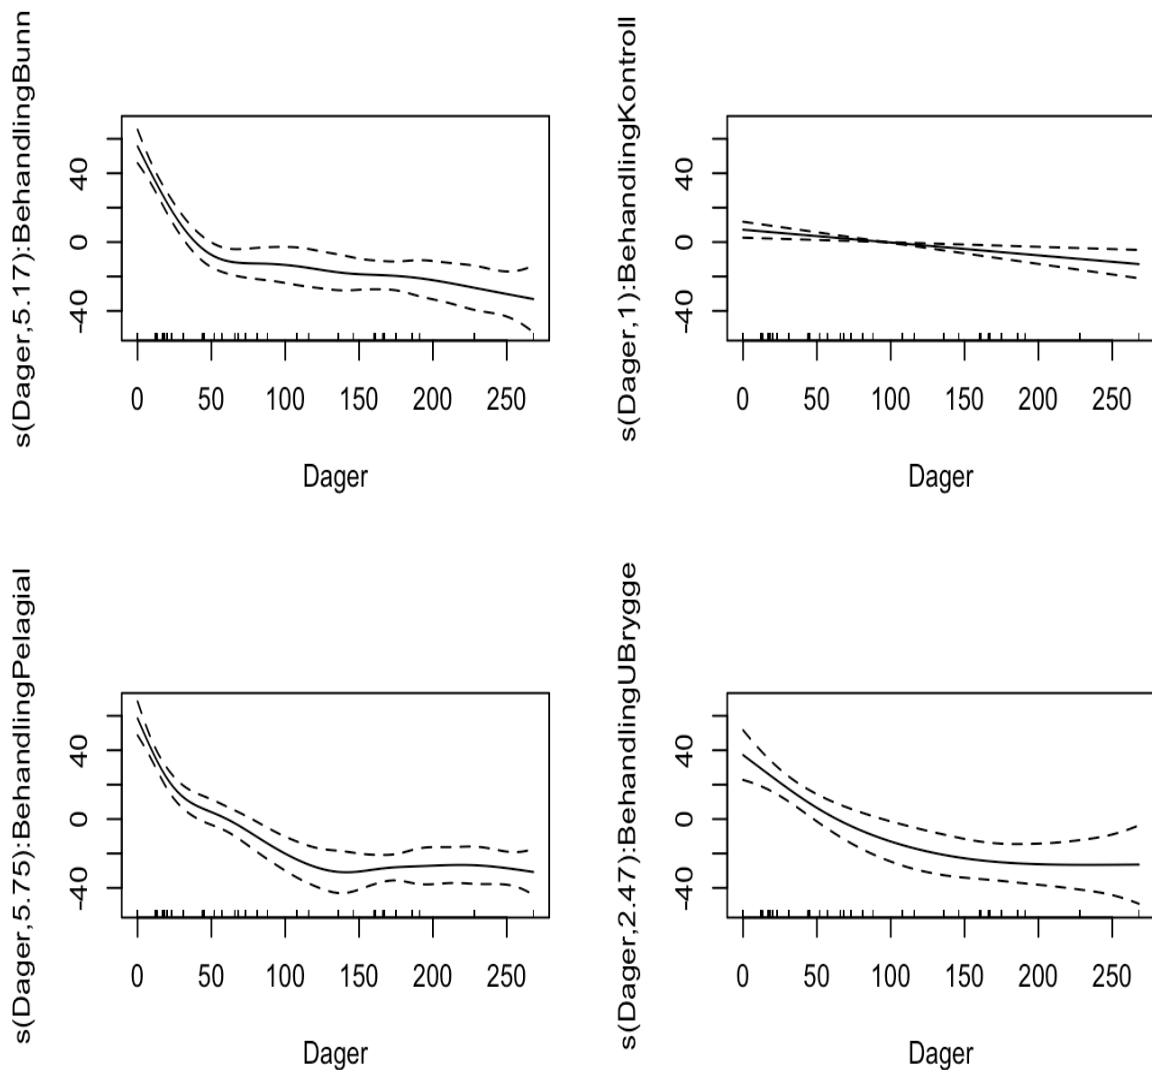 s(Dager,5.17):BehandlingBunn
40
0
-40
0 50 100 150 200 250
Dager
s(Dager,1):BehandlingKontroll
40
0
-40
0 50 100 150 200 250
Dager
s(Dager,5.75):BehandlingPelagial
40
0
-40
0 50 100 150 200 250
Dager
s(Dager,2.47):BehandlingUBrygge
40
0
-40
0 50 100 150 200 250
Dager